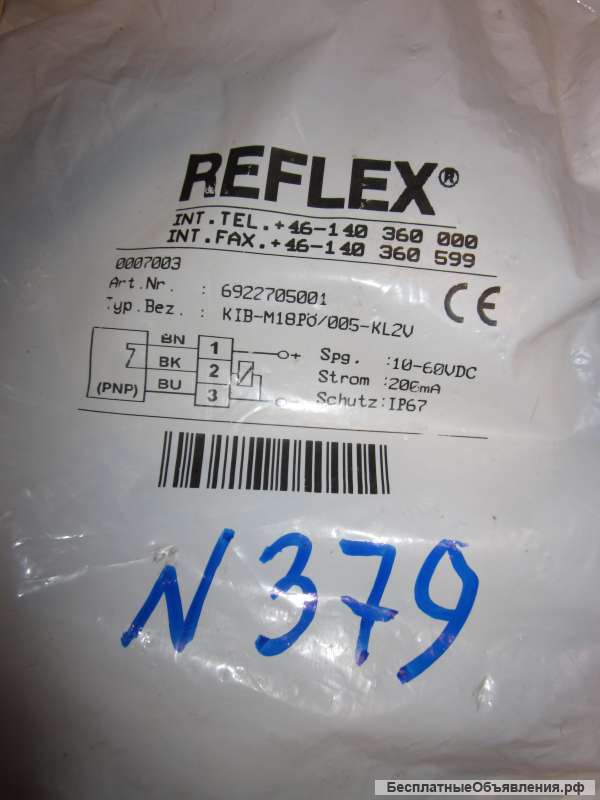 REFLEX®
INT.TEL.+46-140 360 000
INT.FAX.+46-140 360 599
0007003
Art.Nr. : 6922705001
Typ.Bez. : KIB-M18PÖ/005-KL2V
CE
BN 1 +
BK 2
BU 3 -
(PNP)
Spg. :10-60VDC
Strom :200mA
Schutz:IP67
N 379
БесплатныеОбъявления.рф